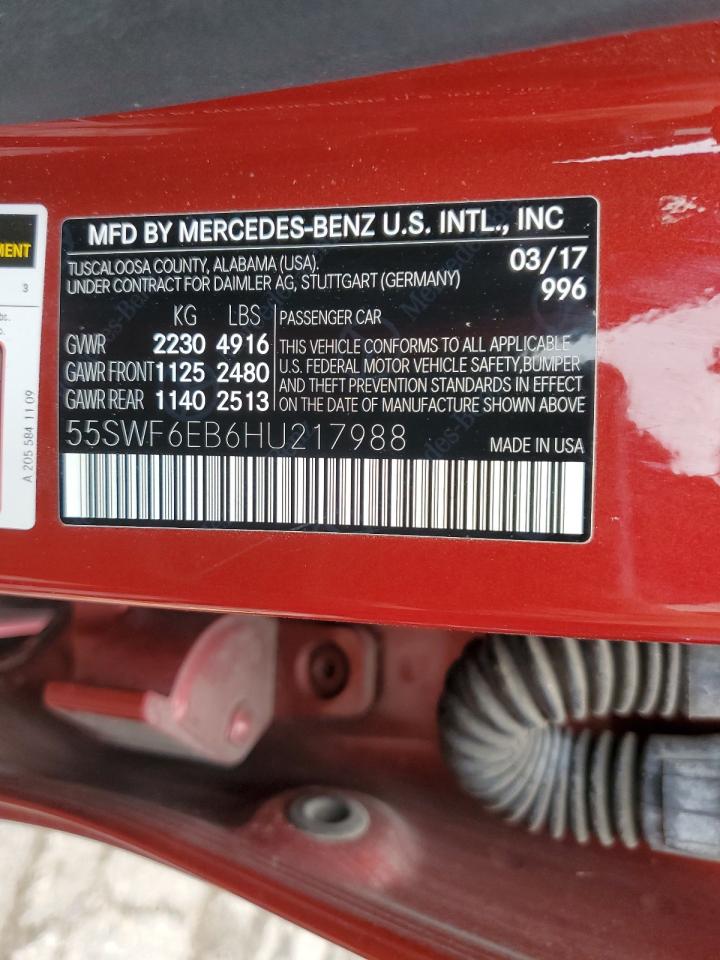 MENT
3
bs.
o.
A 205 584 11 09
MFD BY MERCEDES-BENZ U.S. INTL., INC
TUSCALOOSA COUNTY, ALABAMA (USA). 03/17
UNDER CONTRACT FOR DAIMLER AG, STUTTGART (GERMANY) 996
KG LBS PASSENGER CAR
GVWR 2230 4916 THIS VEHICLE CONFORMS TO ALL APPLICABLE
U.S. FEDERAL MOTOR VEHICLE SAFETY,BUMPER
GAWR FRONT 1125 2480 AND THEFT PREVENTION STANDARDS IN EFFECT
GAWR REAR 1140 2513 ON THE DATE OF MANUFACTURE SHOWN ABOVE
55SWF6EB6HU217988 MADE IN USA